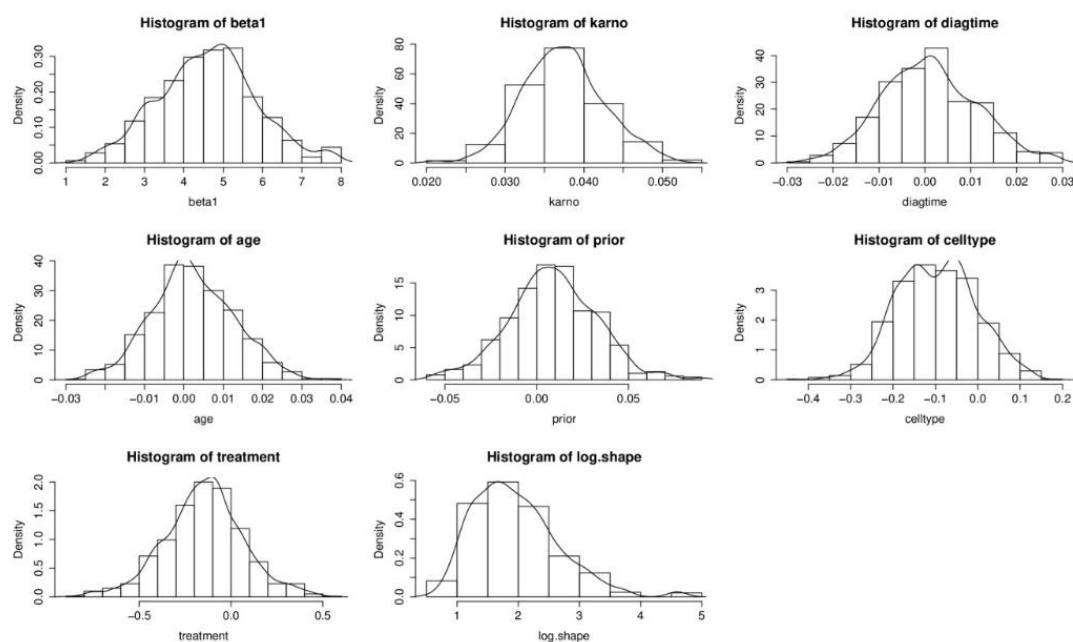 Histogram of beta1
Density
0.00 0.10 0.20 0.30
1 2 3 4 5 6 7 8
beta1
Histogram of karno
Density
0 20 40 60 80
0.020 0.030 0.040 0.050
karno
Histogram of diagtime
Density
0 10 20 30 40
−0.03 −0.01 0.00 0.01 0.02 0.03
diagtime
Histogram of age
Density
0 10 20 30 40
−0.03 −0.01 0.00 0.01 0.02 0.03 0.04
age
Histogram of prior
Density
0 5 10 15
−0.05 0.00 0.05
prior
Histogram of celltype
Density
0 1 2 3
−0.4 −0.3 −0.2 −0.1 0.0 0.1 0.2
celltype
Histogram of treatment
Density
0.0 0.5 1.0 1.5 2.0
−0.5 0.0 0.5
treatment
Histogram of log.shape
Density
0.0 0.2 0.4 0.6
1 2 3 4 5
log.shape